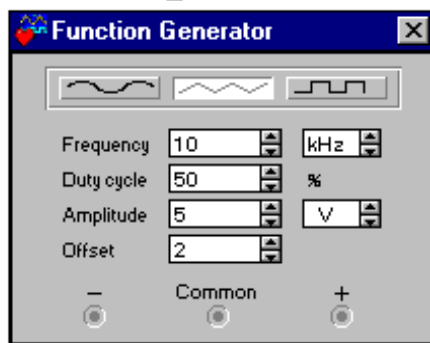 Function Generator
Frequency 10 kHz
Duty cycle 50 %
Amplitude 5 V
Offset 2
− Common +